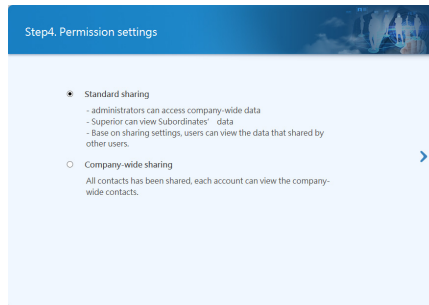 Step4. Permission settings
Standard sharing
- administrators can access company-wide data
- Superior can view Subordinates' data
- Base on sharing settings, users can view the data that shared by
other users.
Company-wide sharing
All contacts has been shared, each account can view the company-
wide contacts.